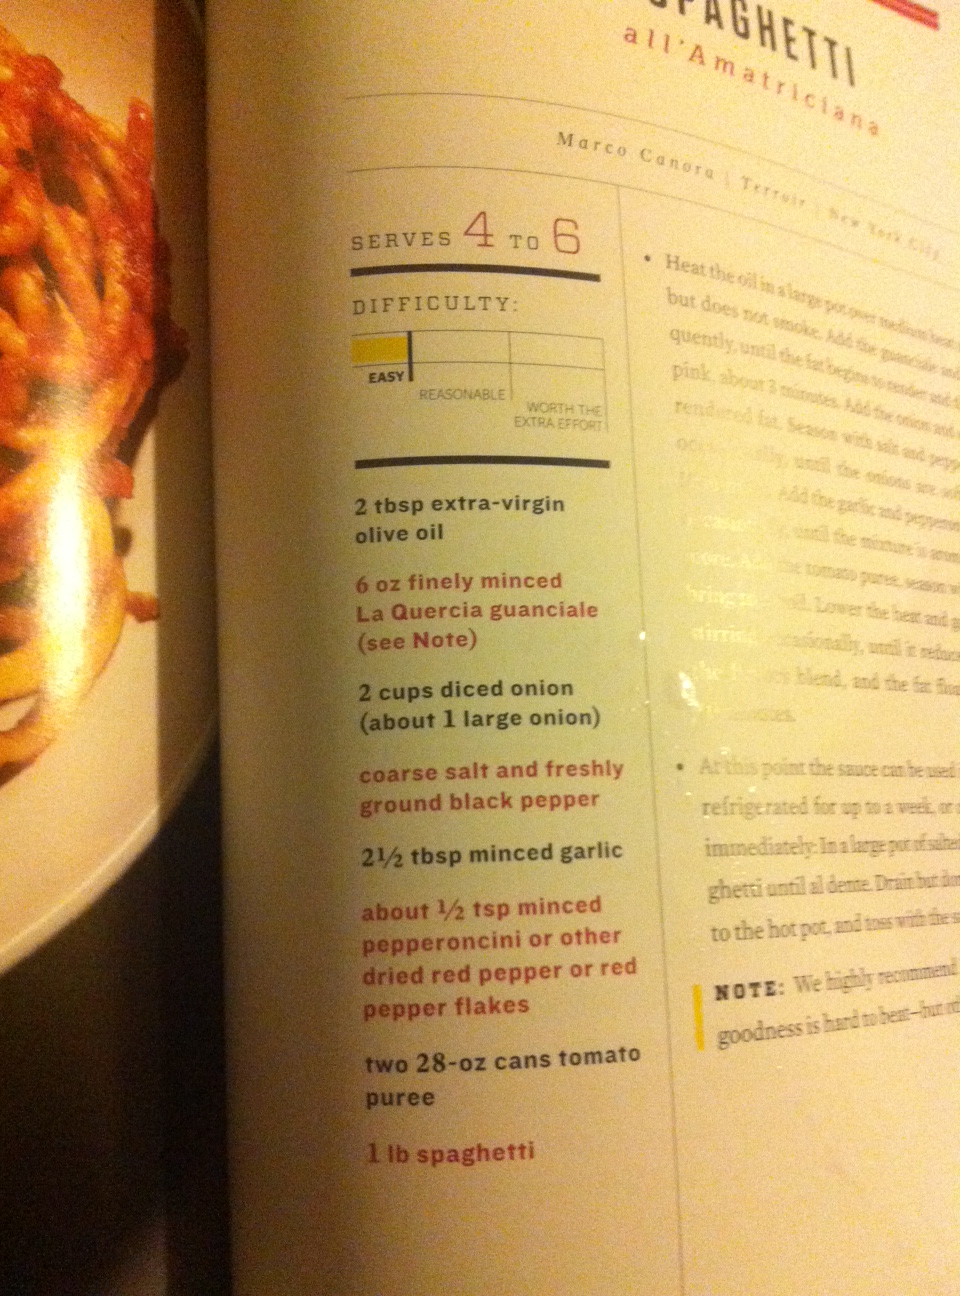 SPAGHETTI
all'Amatriciana
Marco Canora | Terroir | New York City
SERVES 4 TO 6
DIFFICULTY:
EASY
REASONABLE
WORTH THE
EXTRA EFFORT
2 tbsp extra-virgin
olive oil
6 oz finely minced
La Quercia guanciale
(see Note)
2 cups diced onion
(about 1 large onion)
coarse salt and freshly
ground black pepper
2½ tbsp minced garlic
about ½ tsp minced
pepperoncini or other
dried red pepper or red
pepper flakes
two 28-oz cans tomato
puree
1 lb spaghetti
• Heat the oil in a large pot over medium heat
but does not smoke. Add the guanciale and
quently, until the fat begins to render and
pink, about 3 minutes. Add the onion and
rendered fat. Season with salt and pepp
until the onions are
Add the garlic and
until the mixture is
the tomato puree, season
Lower the heat and
until it reduce
blend, and the fat
• At this point the sauce can be used
refrigerated for up to a week, or
immediately. In a large pot of salted
ghetti until al dente. Drain but
to the hot pot, and toss with the
NOTE: We highly recommend
goodness is hard to beat—but